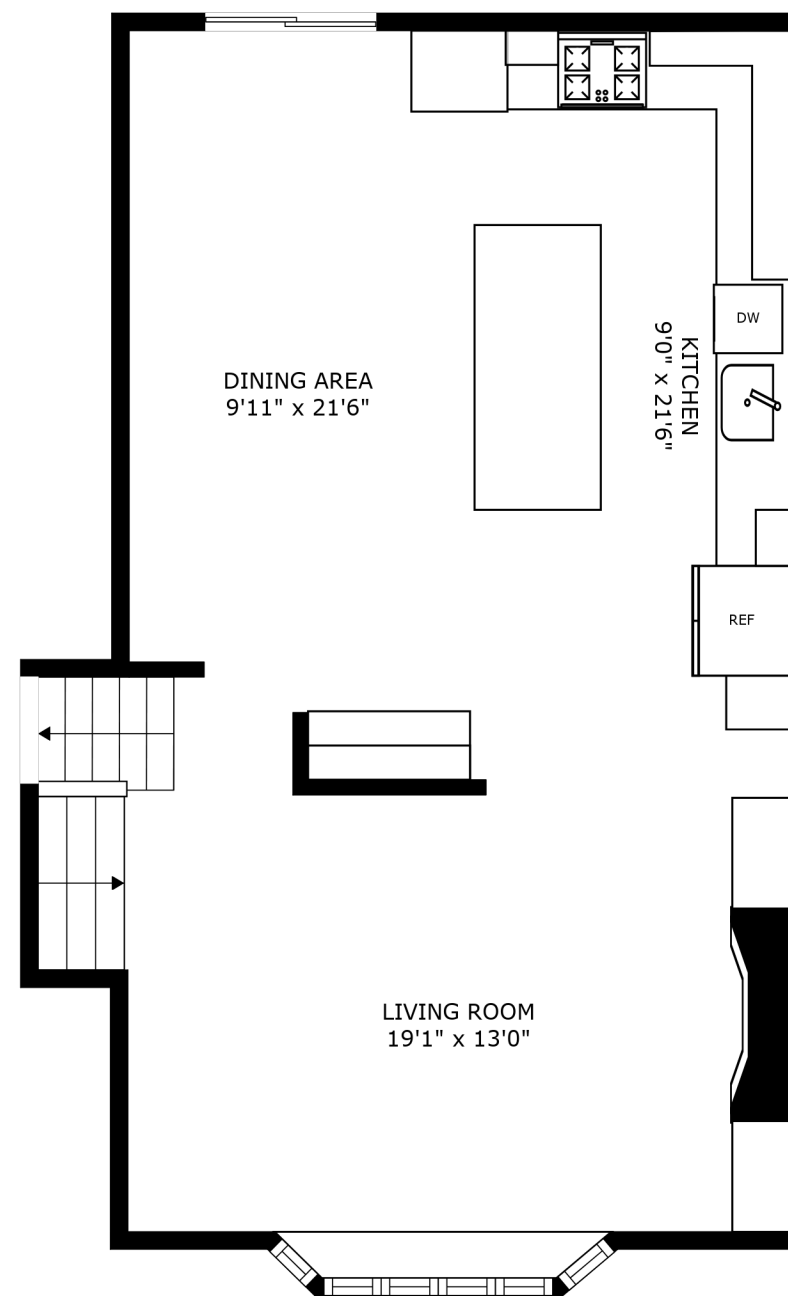 DINING AREA
9'11" x 21'6"
KITCHEN
9'0" x 21'6"
DW
REF
LIVING ROOM
19'1" x 13'0"